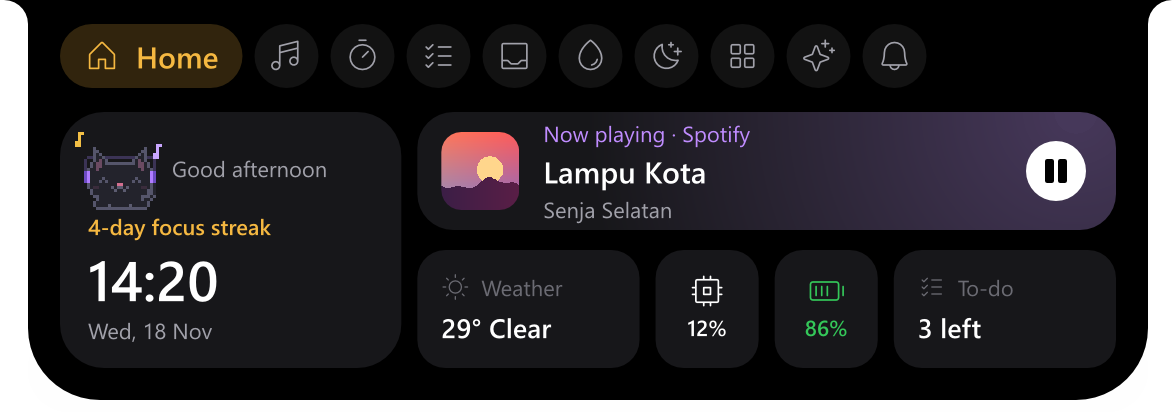 Home
Good afternoon
4-day focus streak
14:20
Wed, 18 Nov
Now playing · Spotify
Lampu Kota
Senja Selatan
Weather
29° Clear
12%
86%
To-do
3 left